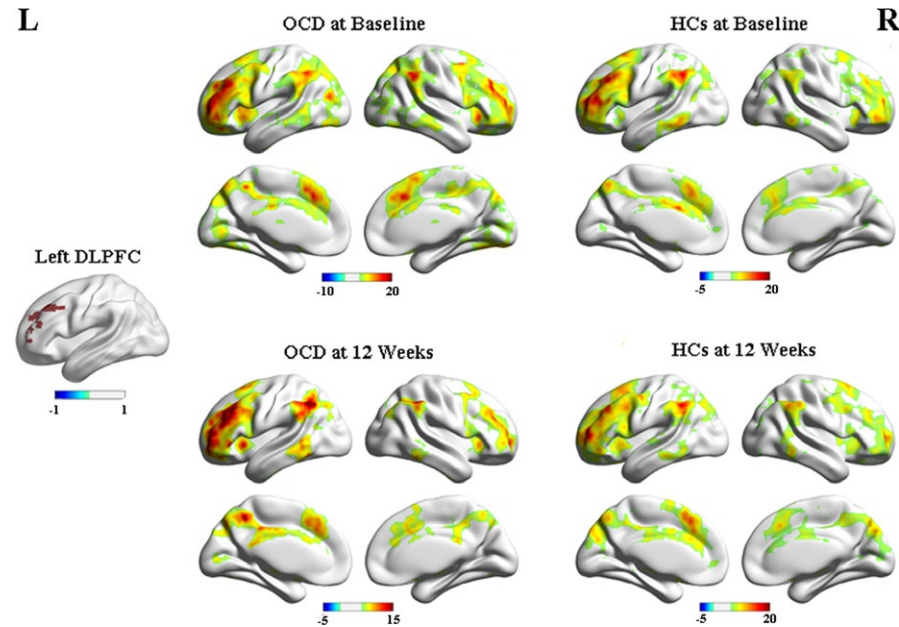 L
R
OCD at Baseline
HCs at Baseline
-10 20
-5 20
Left DLPFC
-1 1
OCD at 12 Weeks
HCs at 12 Weeks
-5 15
-5 20